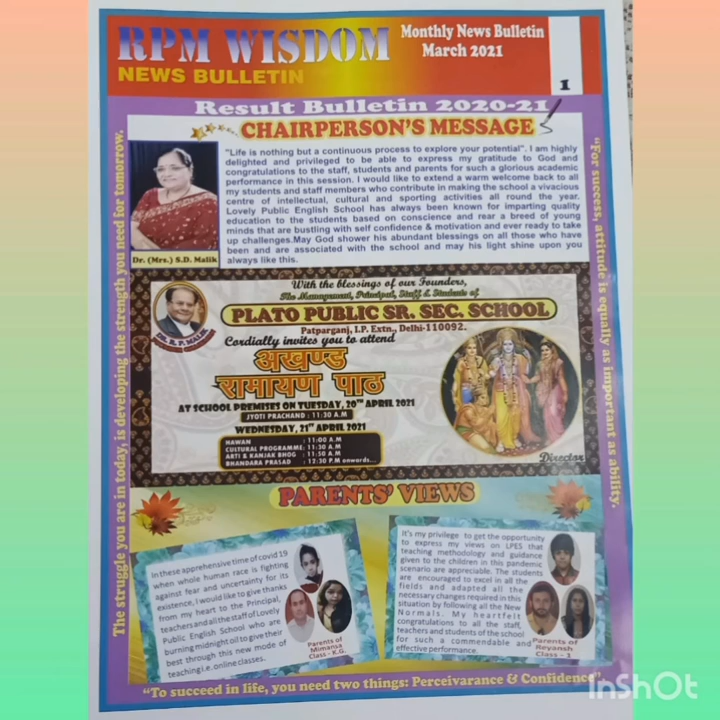 RPM WISDOM
NEWS BULLETIN
Monthly News Bulletin
March 2021
1
Result Bulletin 2020-21
CHAIRPERSON'S MESSAGE
"Life is nothing but a continuous process to explore your potential". I am highly
delighted and privileged to be able to express my gratitude to God and
congratulations to the staff, students and parents for such a glorious academic
performance in this session. I would like to extend a warm welcome back to all
my students and staff members who contribute in making the school a vivacious
centre of intellectual, cultural and sporting activities all round the year.
Lovely Public English School has always been known for imparting quality
education to the students based on conscience and rear a breed of young
minds that are bustling with self confidence & motivation and ever ready to take
up challenges.May God shower his abundant blessings on all those who have
been and are associated with the school and may his light shine upon you
always like this.
Dr. (Mrs.) S.D. Malik
The struggle you are in today, is developing the strength you need for tomorrow.
"For success, attitude is equally as important as ability.
With the blessings of our Founders,
The Management, Principal, Staff & Students of
PLATO PUBLIC SR. SEC. SCHOOL
Patparganj, I.P. Extn., Delhi-110092.
Cordially invites you to attend
DR. R. P. MALIK
अखण्ड
रामायण पाठ
AT SCHOOL PREMISES ON TUESDAY, 20TH APRIL 2021
JYOTI PRACHAND : 11:30 A.M
WEDNESDAY, 21ST APRIL 2021
HAWAN : 11:00 A.M
CULTURAL PROGRAMME : 11:30 A.M
ARTI & KANJAK BHOG : 11:50 A.M
BHANDARA PRASAD : 12:30 P.M onwards...
Director
PARENTS' VIEWS
In these apprehensive time of covid 19
when whole human race is fighting
against fear and uncertainty for its
existence, I would like to give thanks
from my heart to the Principal,
teachers and all the staff of Lovely
Public English School who are
burning midnight oil to give their
best through this new mode of
teaching i.e. online classes.
Parents of
Mimansa
Class - K.G.
It's my privilege to get the opportunity
to express my views on LPES that
teaching methodology and guidance
given to the children in this pandemic
scenario are appreciable. The students
are encouraged to excel in all the
fields and adapted all the
necessary changes required in this
situation by following all the New
Normals. My heartfelt
congratulations to all the staff,
teachers and students of the school
for such a commendable and
effective performance.
Parents of
Reyansh
Class - 1
"To succeed in life, you need two things: Perceivarance & Confidence".
InShOt